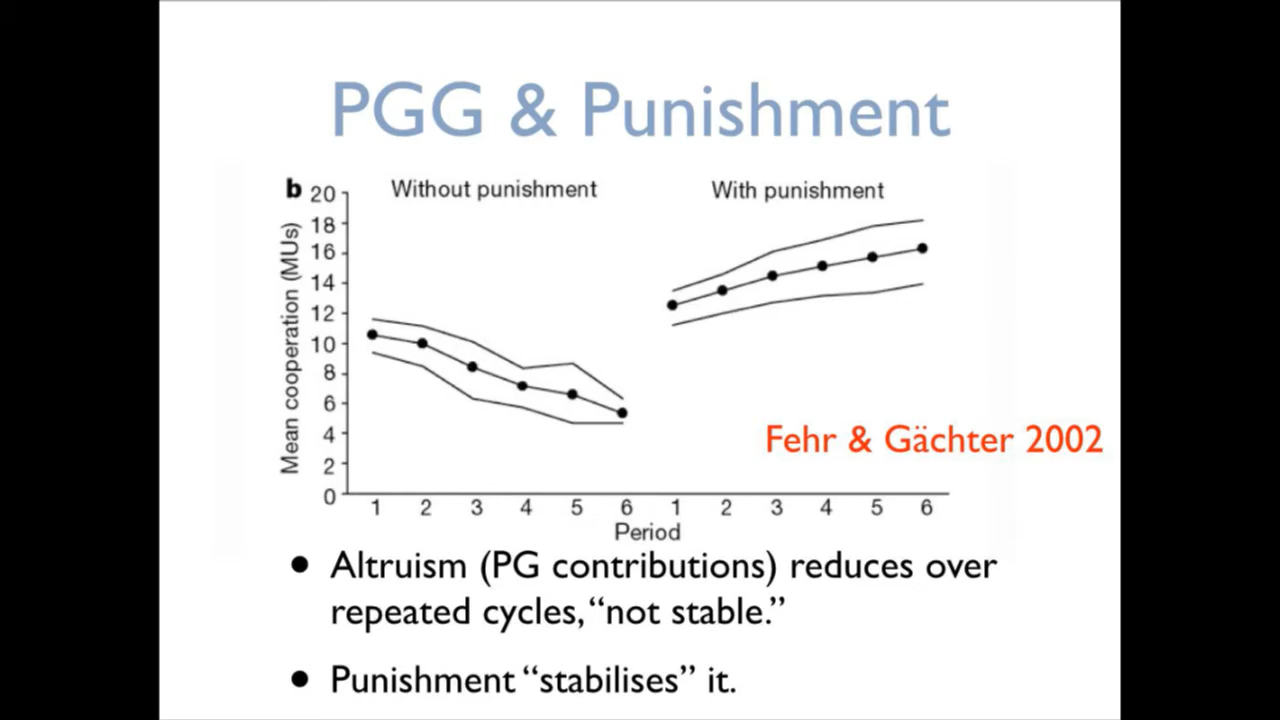 PGG & Punishment
b
Without punishment
With punishment
20
18
16
14
12
10
8
6
4
2
0
Mean cooperation (MUs)
Fehr & Gächter 2002
1 2 3 4 5 6 1 2 3 4 5 6
Period
• Altruism (PG contributions) reduces over
repeated cycles, “not stable.”
• Punishment “stabilises” it.